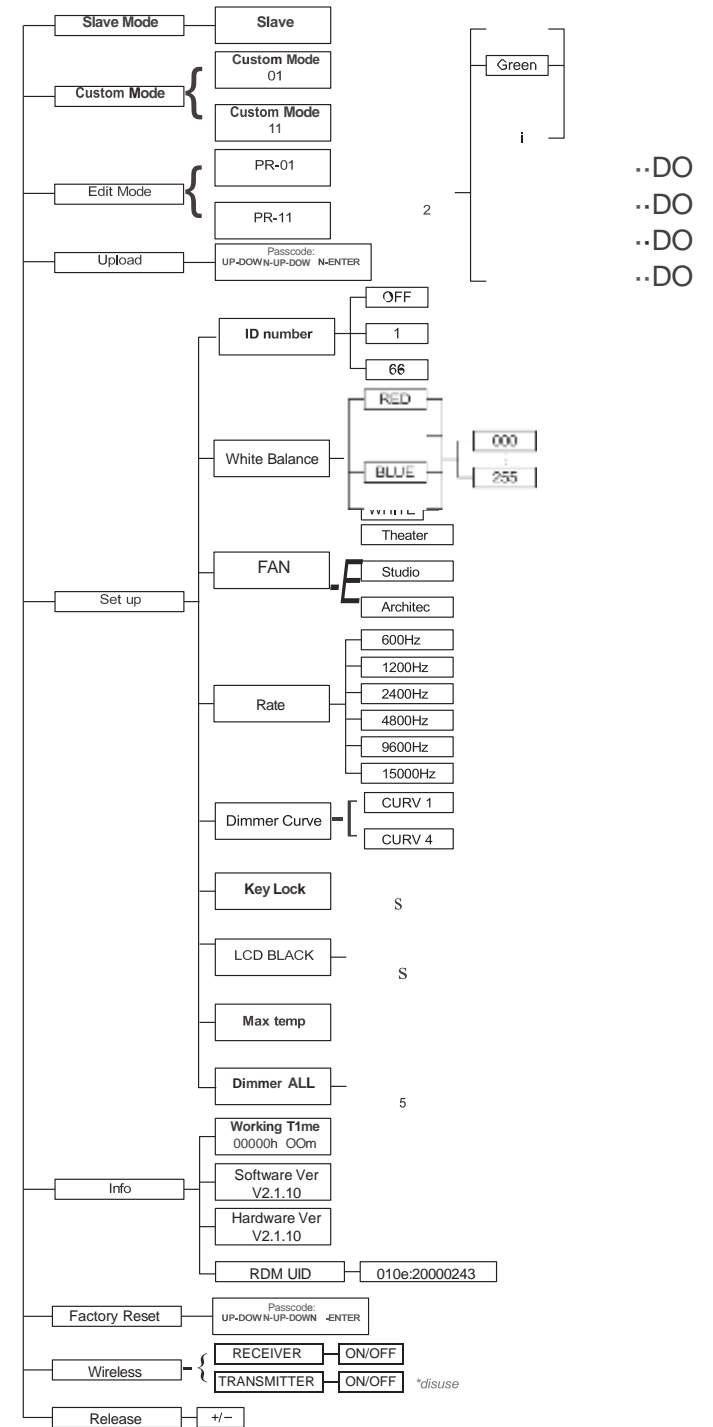 Slave Mode
Slave
Custom Mode
Custom Mode
01
Custom Mode
11
Green
i
Edit Mode
PR-01
PR-11
2
··DO
··DO
··DO
··DO
Upload
Passcode:
UP-DOWN-UP-DOW N-ENTER
Set up
ID number
OFF
1
66
White Balance
RED
BLUE
WHITE
000
255
FAN
Theater
Studio
Architec
Rate
600Hz
1200Hz
2400Hz
4800Hz
9600Hz
15000Hz
Dimmer Curve
CURV 1
CURV 4
Key Lock
S
LCD BLACK
S
Max temp
Dimmer ALL
5
Info
Working T1me
00000h OOm
Software Ver
V2.1.10
Hardware Ver
V2.1.10
RDM UID
010e:20000243
Factory Reset
Passcode:
UP-DOWN-UP-DOWN -ENTER
Wireless
RECEIVER
ON/OFF
TRANSMITTER
ON/OFF
*disuse
Release
+/−